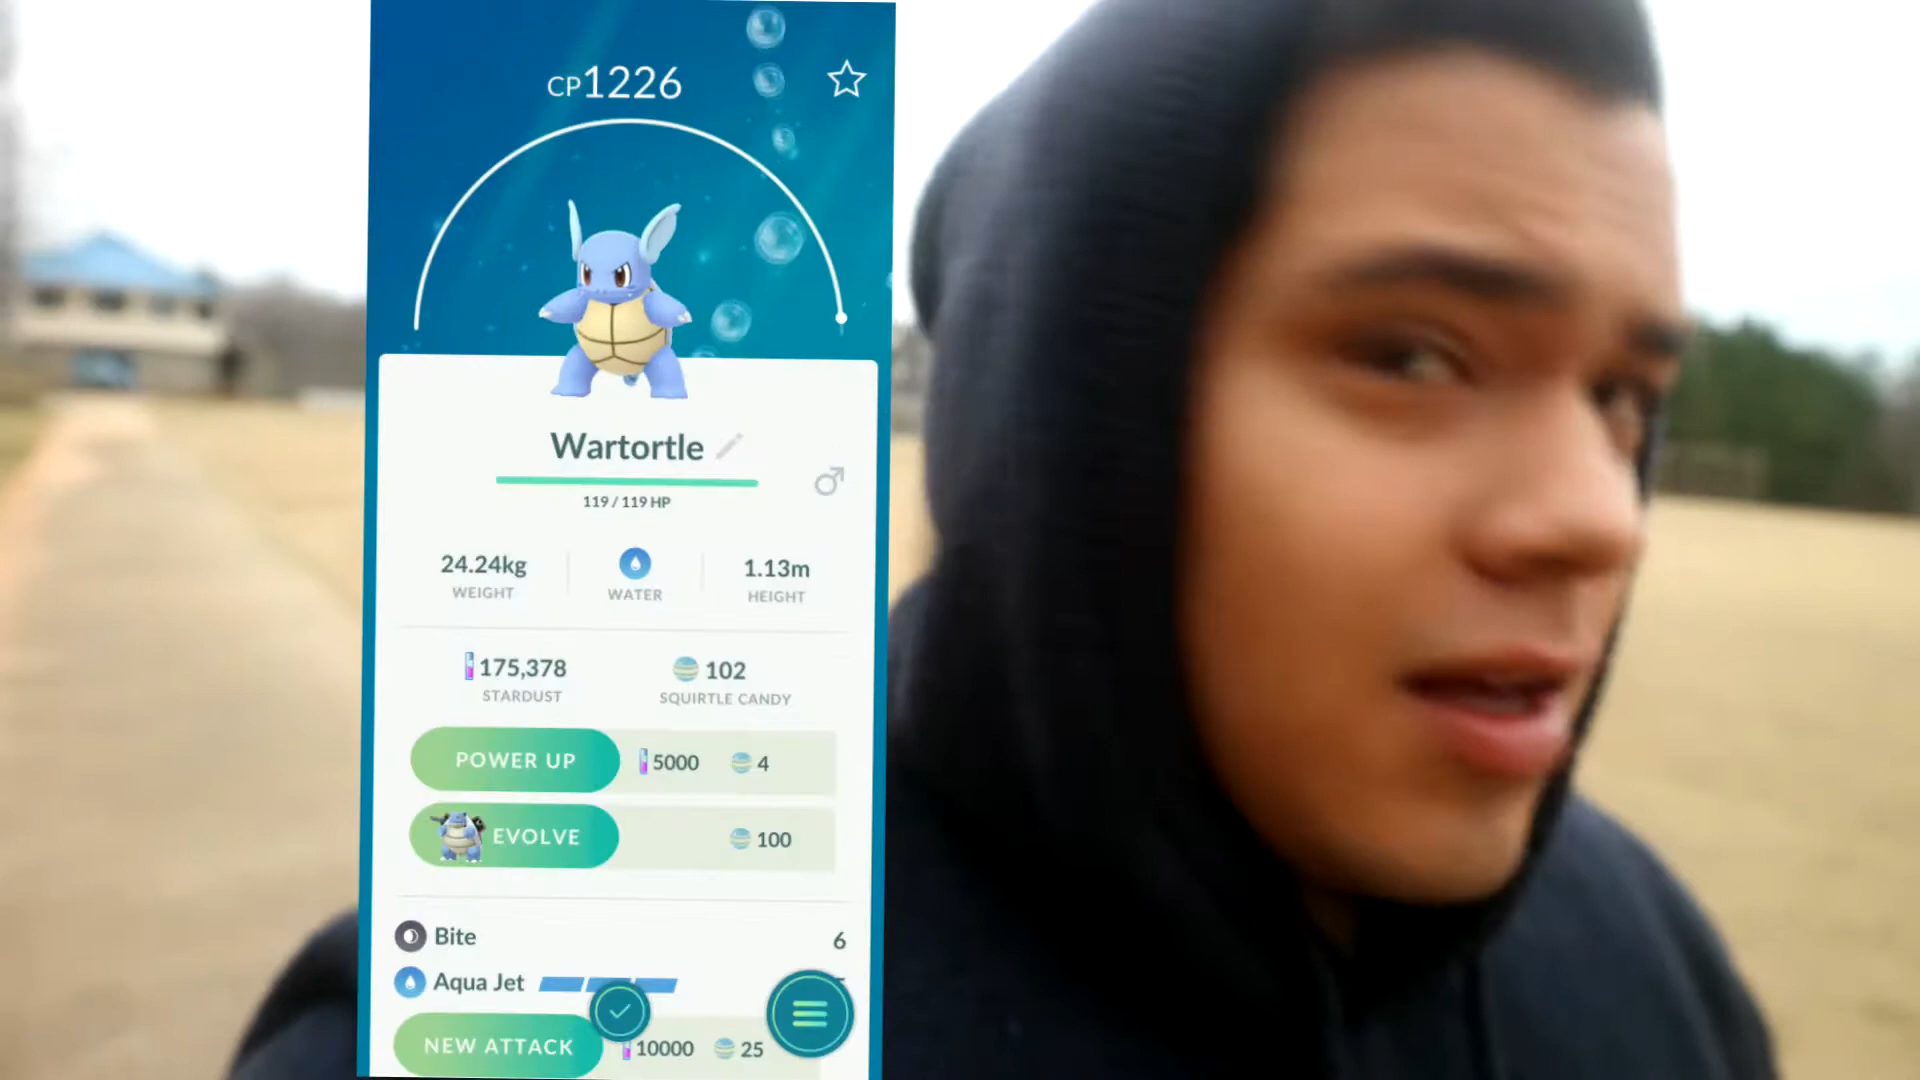 CP1226
Wartortle
119 / 119 HP
24.24kg
WEIGHT
WATER
1.13m
HEIGHT
175,378
STARDUST
102
SQUIRTLE CANDY
POWER UP 5000 4
EVOLVE 100
Bite 6
Aqua Jet
NEW ATTACK 10000 25